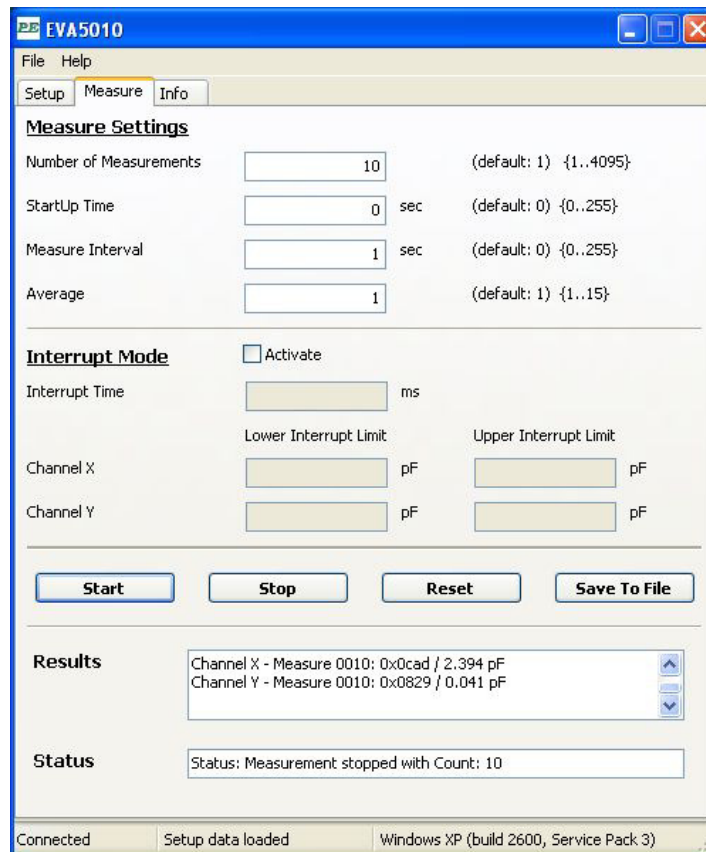 PE EVA5010
File Help
Setup Measure Info
Measure Settings
Number of Measurements 10 (default: 1) {1..4095}
StartUp Time 0 sec (default: 0) {0..255}
Measure Interval 1 sec (default: 0) {0..255}
Average 1 (default: 1) {1..15}
Interrupt Mode Activate
Interrupt Time ms
Lower Interrupt Limit Upper Interrupt Limit
Channel X pF pF
Channel Y pF pF
Start Stop Reset Save To File
Results Channel X - Measure 0010: 0x0cad / 2.394 pF
Channel Y - Measure 0010: 0x0829 / 0.041 pF
Status Status: Measurement stopped with Count: 10
Connected Setup data loaded Windows XP (build 2600, Service Pack 3)